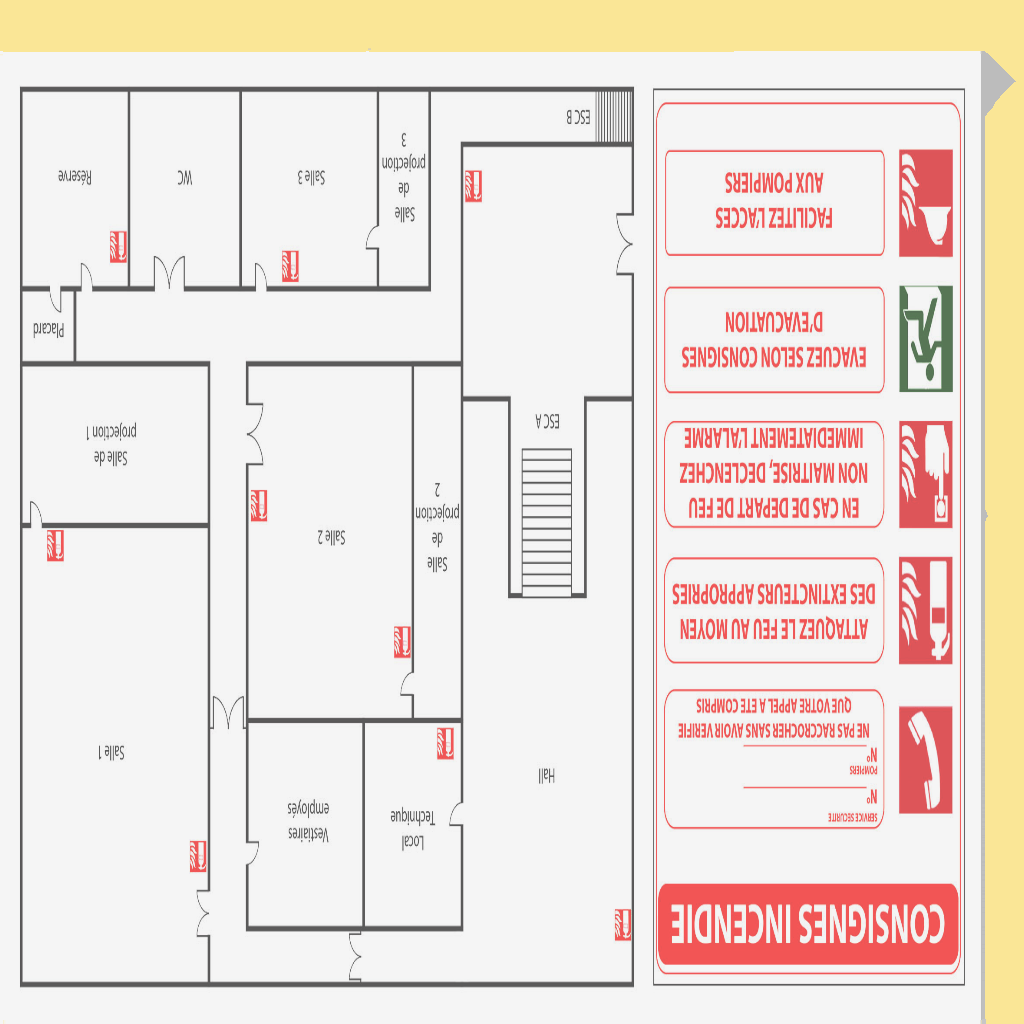 CONSIGNES INCENDIE
SERVICE SECURITE
N°
POMPIERS
N°
NE PAS RACCROCHER SANS AVOIR VERIFIE
QUE VOTRE APPEL A ETE COMPRIS
ATTAQUEZ LE FEU AU MOYEN
DES EXTINCTEURS APPROPRIES
EN CAS DE DEPART DE FEU
NON MAITRISE, DECLENCHEZ
IMMEDIATEMENT L'ALARME
EVACUEZ SELON CONSIGNES
D'EVACUATION
FACILITEZ L'ACCES
AUX POMPIERS
Hall
Local
Technique
Vestiaires
employés
Salle 1
Salle
de
projection
2
Salle 2
Salle de
projection 1
ESC A
Placard
Salle
de
projection
3
Salle 3
WC
Réserve
ESC B